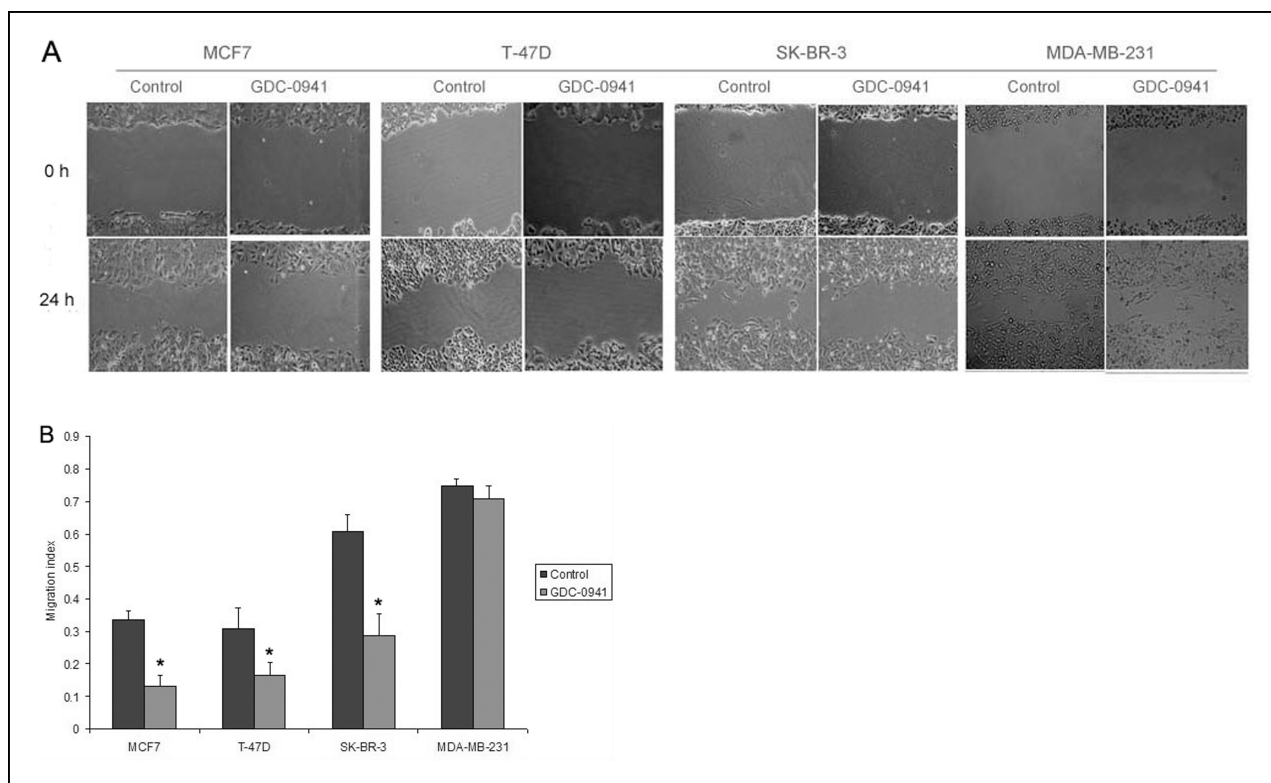 A
MCF7 T-47D SK-BR-3 MDA-MB-231
Control GDC-0941 Control GDC-0941 Control GDC-0941 Control GDC-0941
0 h
24 h
B
0.9
0.8
0.7
0.6
0.5
0.4
0.3
0.2
0.1
0
Migration index
* * *
MCF7 T-47D SK-BR-3 MDA-MB-231
Control
GDC-0941